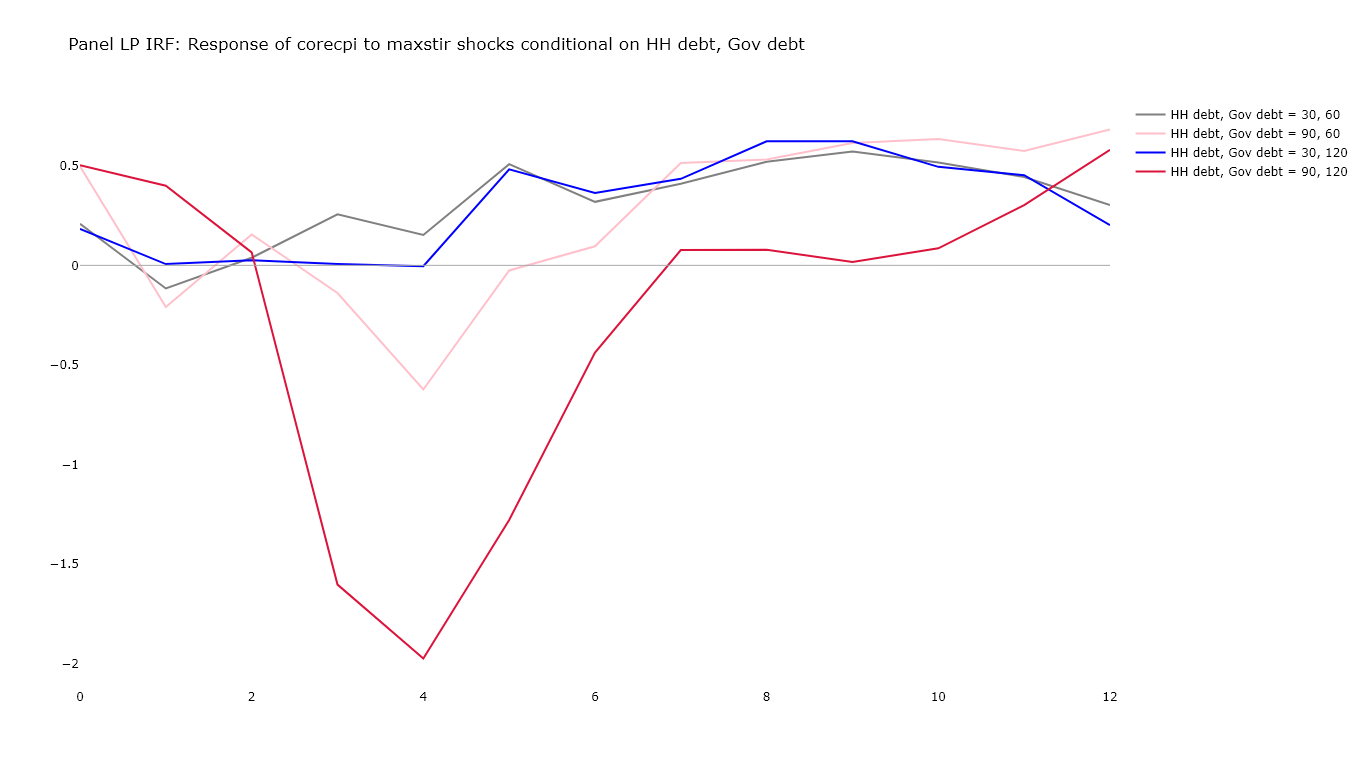 Panel LP IRF: Response of corecpi to maxstir shocks conditional on HH debt, Gov debt
HH debt, Gov debt = 30, 60
HH debt, Gov debt = 90, 60
HH debt, Gov debt = 30, 120
HH debt, Gov debt = 90, 120
0.5
0
−0.5
−1
−1.5
−2
0 2 4 6 8 10 12